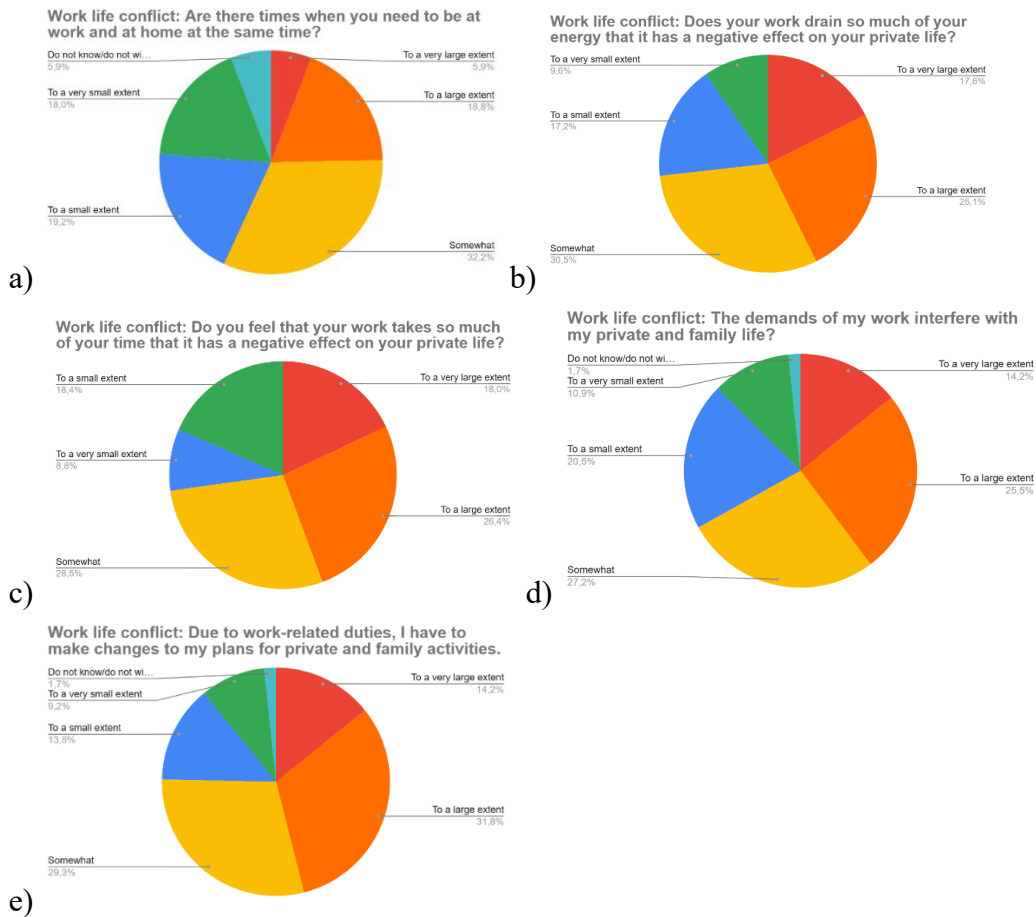 Work life conflict: Are there times when you need to be at
work and at home at the same time?
Do not know/do not wi…
5,9%
To a very large extent
5,9%
To a very small extent
18,0%
To a large extent
18,8%
To a small extent
19,2%
Somewhat
32,2%
a)
Work life conflict: Does your work drain so much of your
energy that it has a negative effect on your private life?
To a very small extent
9,6%
To a very large extent
17,6%
To a small extent
17,2%
To a large extent
25,1%
Somewhat
30,5%
b)
Work life conflict: Do you feel that your work takes so much
of your time that it has a negative effect on your private life?
To a small extent
18,4%
To a very large extent
18,0%
To a very small extent
8,8%
To a large extent
26,4%
Somewhat
28,5%
c)
Work life conflict: The demands of my work interfere with
my private and family life?
Do not know/do not wi…
1,7%
To a very large extent
14,2%
To a very small extent
10,9%
To a small extent
20,5%
To a large extent
25,5%
Somewhat
27,2%
d)
Work life conflict: Due to work-related duties, I have to
make changes to my plans for private and family activities.
Do not know/do not wi…
1,7%
To a very large extent
14,2%
To a very small extent
9,2%
To a small extent
13,8%
To a large extent
31,8%
Somewhat
29,3%
e)